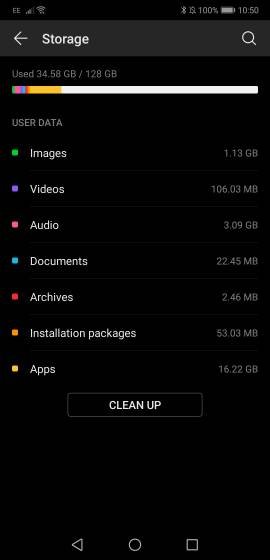 EE 100% 10:50
Storage
Used 34.58 GB / 128 GB
USER DATA
Images 1.13 GB
Videos 106.03 MB
Audio 3.09 GB
Documents 22.45 MB
Archives 2.46 MB
Installation packages 53.03 MB
Apps 16.22 GB
CLEAN UP